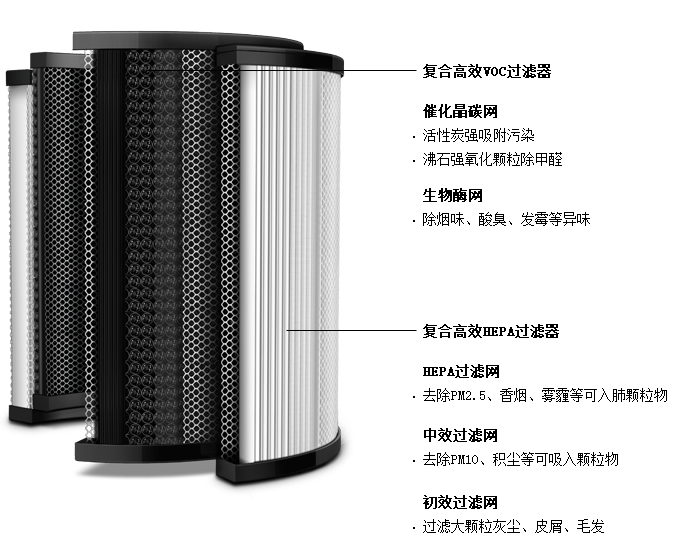 复合高效VOC过滤器
催化晶碳网
· 活性炭强吸附污染
· 沸石强氧化颗粒除甲醛
生物酶网
· 除烟味、酸臭、发霉等异味
复合高效HEPA过滤器
HEPA过滤网
· 去除PM2.5、香烟、雾霾等可入肺颗粒物
中效过滤网
· 去除PM10、积尘等可吸入颗粒物
初效过滤网
· 过滤大颗粒灰尘、皮屑、毛发